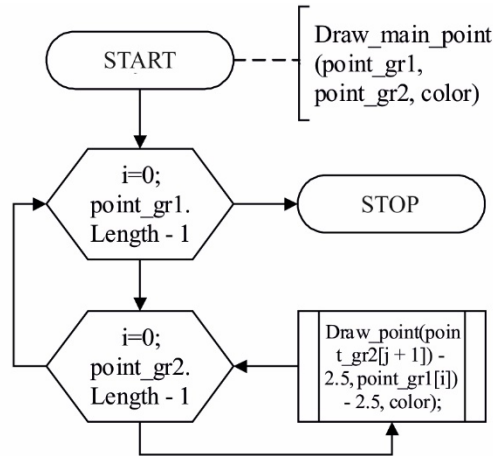 START
Draw_main_point
(point_gr1,
point_gr2, color)
i=0;
point_gr1.
Length - 1
STOP
i=0;
point_gr2.
Length - 1
Draw_point(poin
t_gr2[j + 1]) -
2.5, point_gr1[i])
- 2.5, color);